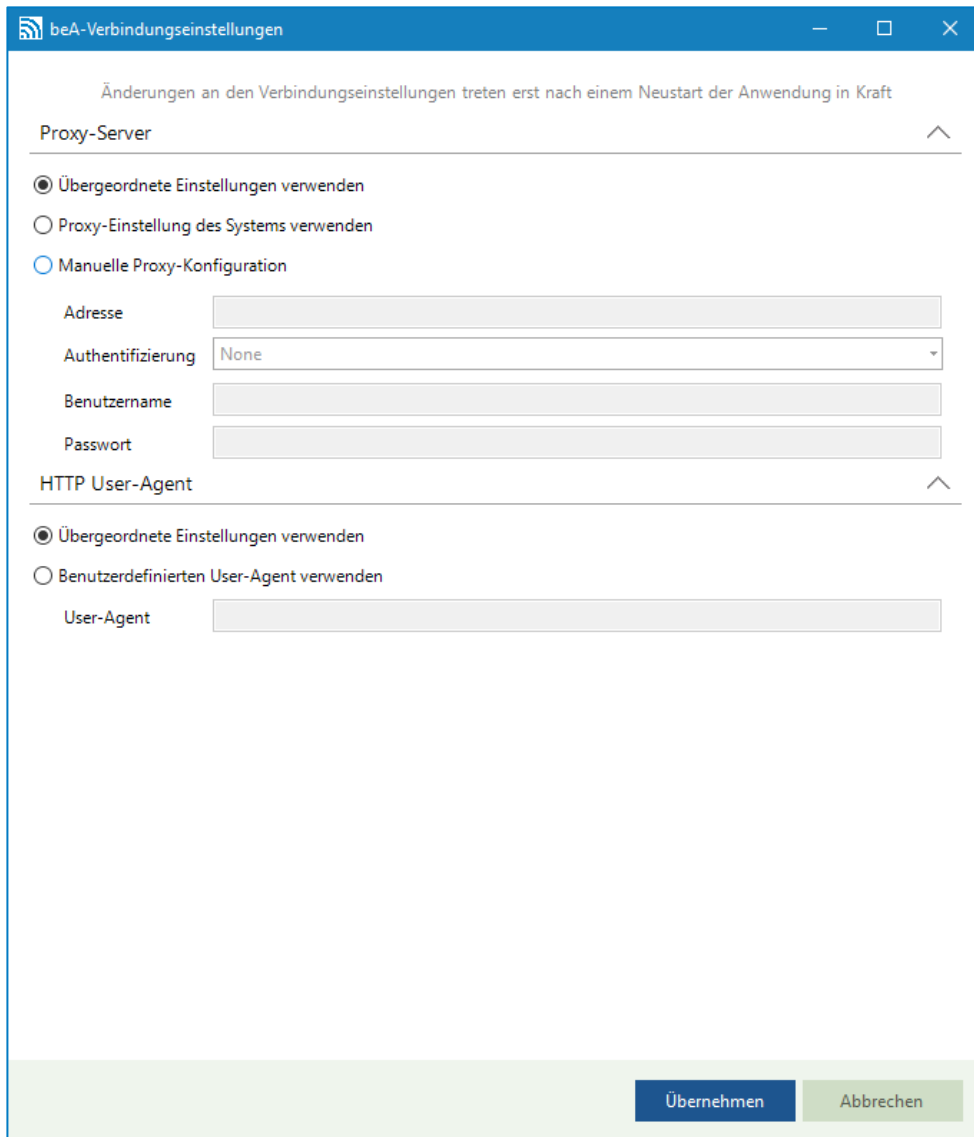 beA-Verbindungseinstellungen
Änderungen an den Verbindungseinstellungen treten erst nach einem Neustart der Anwendung in Kraft
Proxy-Server
Übergeordnete Einstellungen verwenden
Proxy-Einstellung des Systems verwenden
Manuelle Proxy-Konfiguration
Adresse
Authentifizierung None
Benutzername
Passwort
HTTP User-Agent
Übergeordnete Einstellungen verwenden
Benutzerdefinierten User-Agent verwenden
User-Agent
Übernehmen Abbrechen